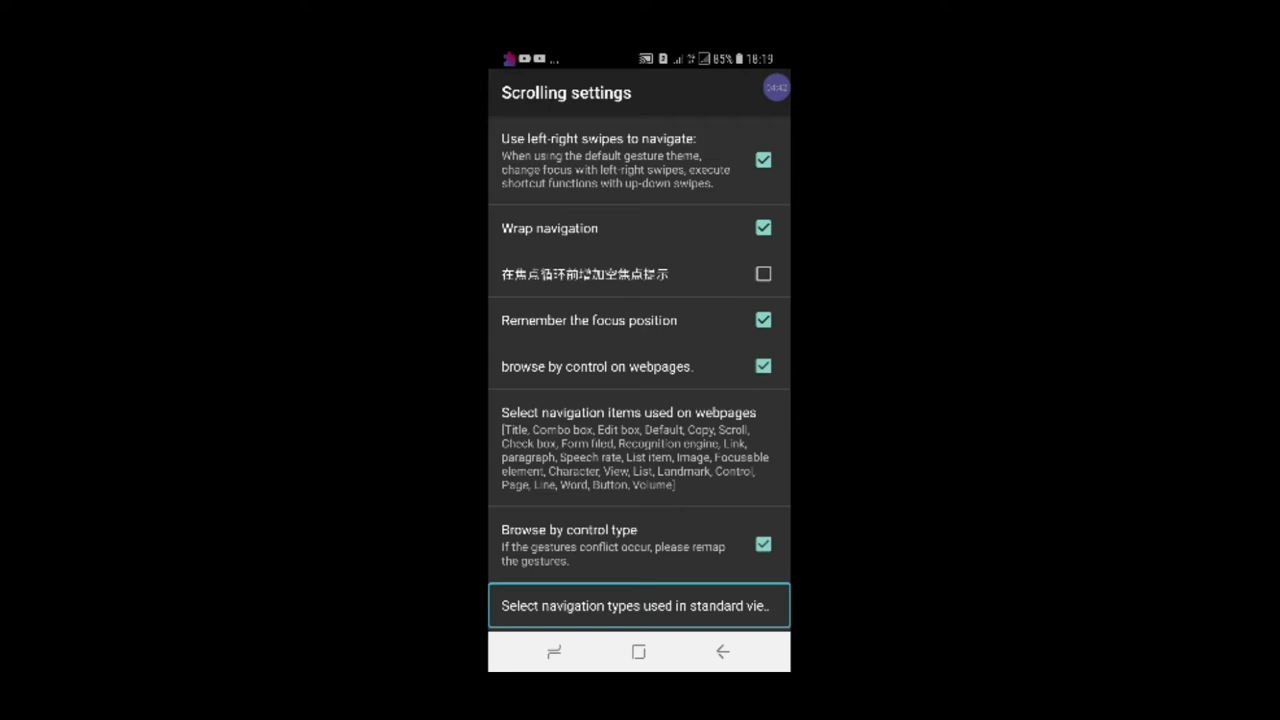 ... 85% 18:19
Scrolling settings
04:42
Use left-right swipes to navigate:
When using the default gesture theme,
change focus with left-right swipes, execute
shortcut functions with up-down swipes.
Wrap navigation
在焦点循环前增加空焦点提示
Remember the focus position
browse by control on webpages.
Select navigation items used on webpages
[Title, Combo box, Edit box, Default, Copy, Scroll,
Check box, Form filed, Recognition engine, Link,
paragraph, Speech rate, List item, Image, Focusable
element, Character, View, List, Landmark, Control,
Page, Line, Word, Button, Volume]
Browse by control type
If the gestures conflict occur, please remap
the gestures.
Select navigation types used in standard vie..